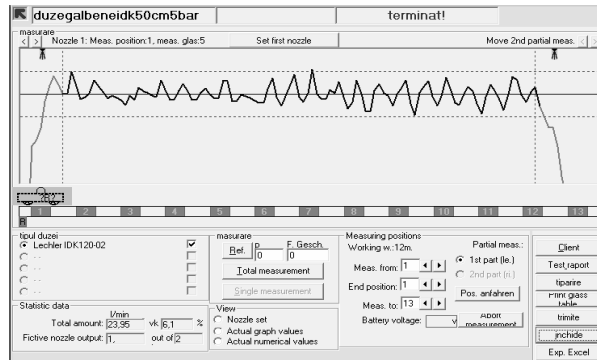 duzegalbeneidk50cm5bar terminat!
masurare
< > Nozzle 1: Meas. position:1, meas. glas:5 Set first nozzle Move 2nd partial meas. < >
1 2 3 4 5 6 7 8 9 10 11 12 13
R
tipul duzei
Lechler IDK120-02
- -
- -
- -
- -
masurare
Ref. p F. Gesch.
0 0
Total measurement
Single measurement
Measuring positions
Working w.:12m. Partial meas.:
Meas. from: 1 1st part (le.)
2nd part (ri.)
End position: 1 Pos. anfahren
Meas. to: 13
Battery voltage: v Abort measurement
Client
Test,raport
tiparire
Print glass table
trimite
inchide
Exp. Excel
Statistic data
l/min
Total amount: 23,95 vk 6,1 %
Fictive nozzle output: 1, out of 2
View
Nozzle set
Actual graph values
Actual numerical values